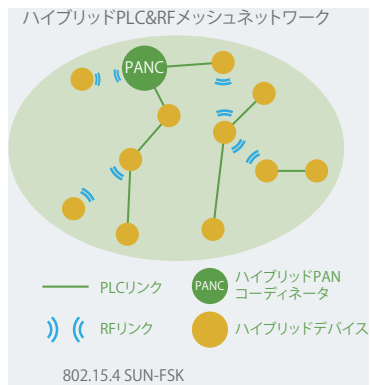 ハイブリッドPLC&RFメッシュネットワーク
PANC
PLCリンク
PANC
ハイブリッドPAN
コーディネータ
RFリンク
ハイブリッドデバイス
802.15.4 SUN-FSK